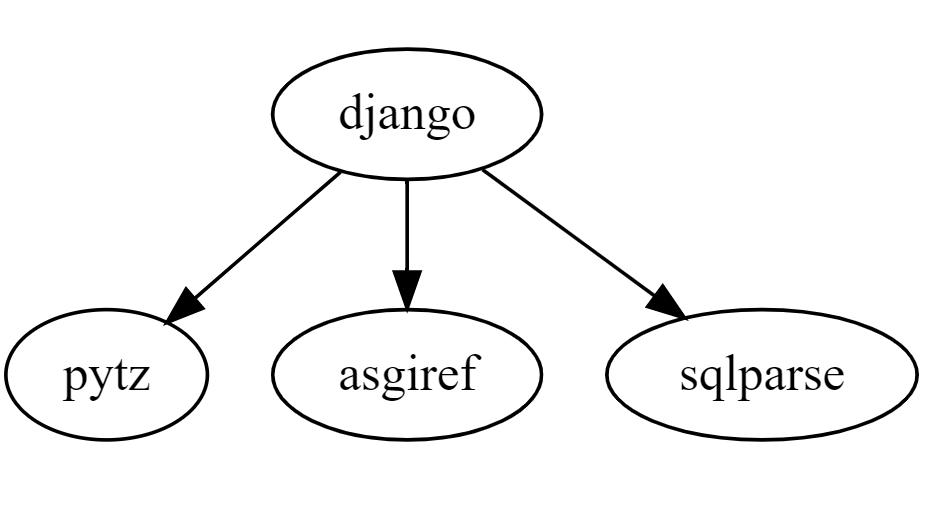 django
pytz
asgiref
sqlparse